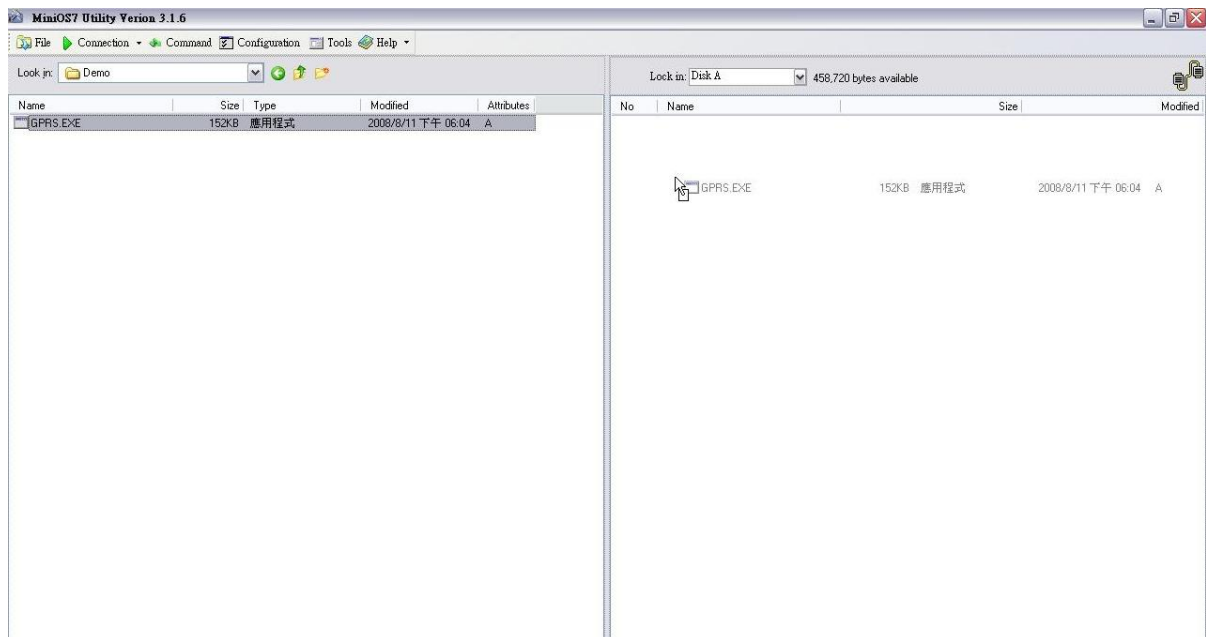 MiniOS7 Utility Verion 3.1.6
File Connection Command Configuration Tools Help
Look in: Demo
Name Size Type Modified Attributes
GPRS.EXE 152KB 應用程式 2008/8/11 下午 06:04 A
Lock in: Disk A 458,720 bytes available
No Name Size Modified
GPRS.EXE 152KB 應用程式 2008/8/11 下午 06:04 A